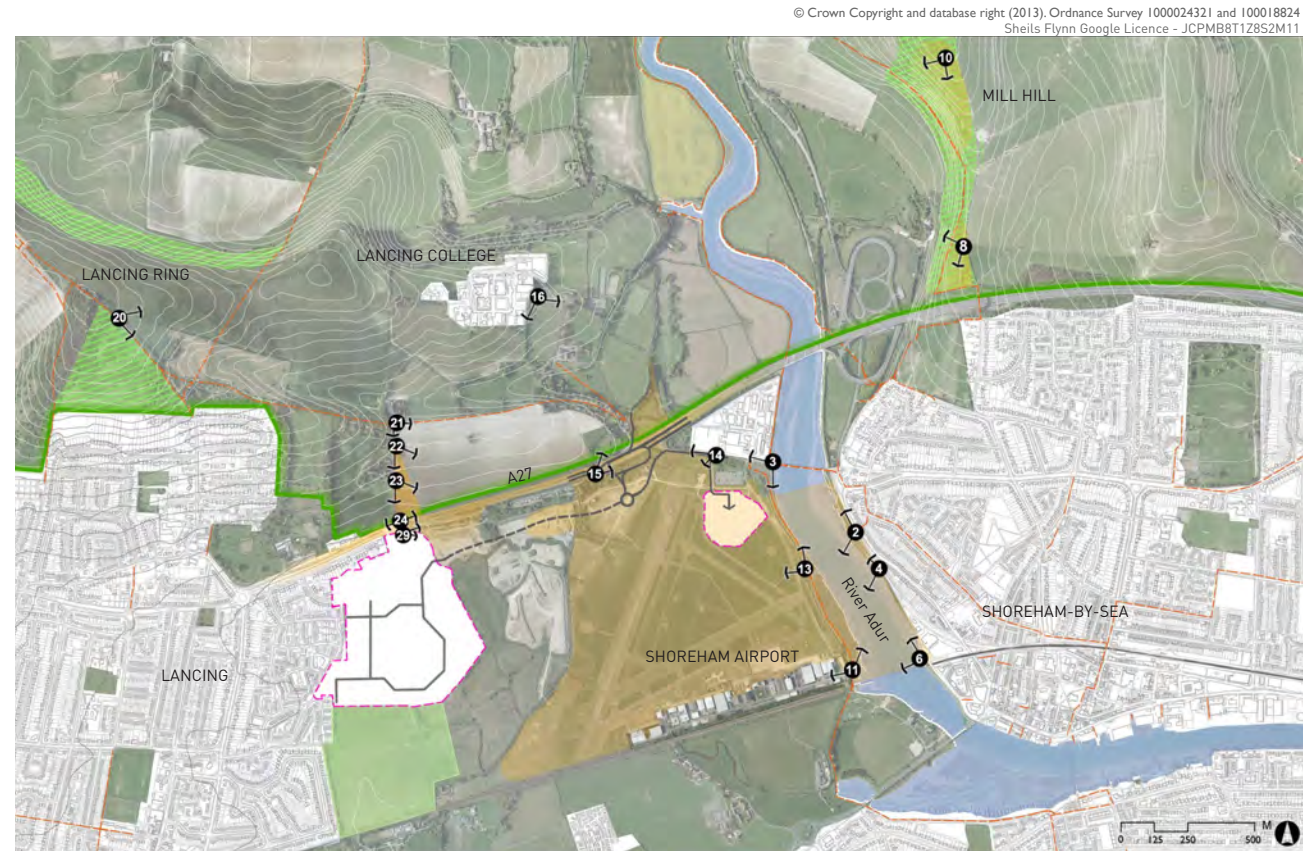 © Crown Copyright and database right (2013). Ordnance Survey 1000024321 and 100018824
Sheils Flynn Google Licence - JCPMB8T1Z8S2M11
10
MILL HILL
8
LANCING COLLEGE
LANCING RING
16
20
21
22
A27
14
3
15
23
24
29
2
13
4
River Adur
SHOREHAM-BY-SEA
SHOREHAM AIRPORT
6
11
LANCING
M
0 125 250 500